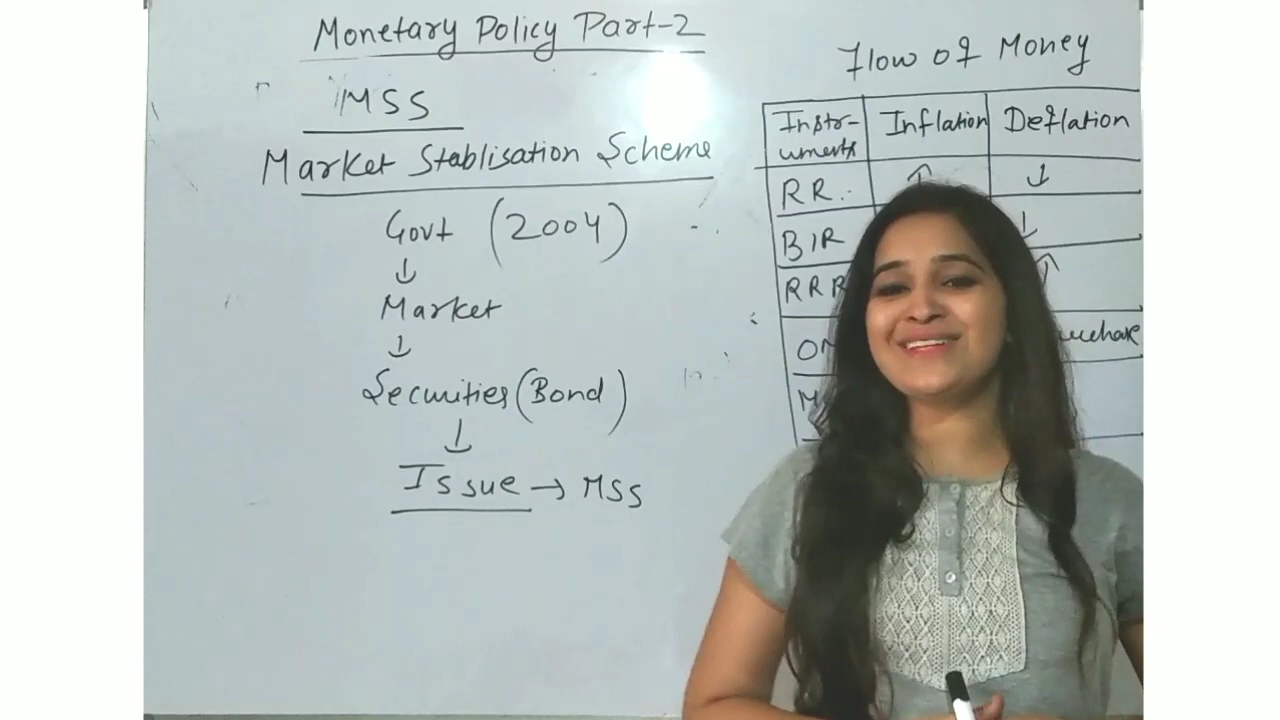 Monetary Policy Part-2
MSS
Market Stablisation Scheme
Govt (2004)
↓
Market
↓
Securities (Bond)
↓
Issue → MSS
Flow of Money
Instr-uments Inflation Deflation
RR. ↑ ↓
BIR ↓
RRR ↑